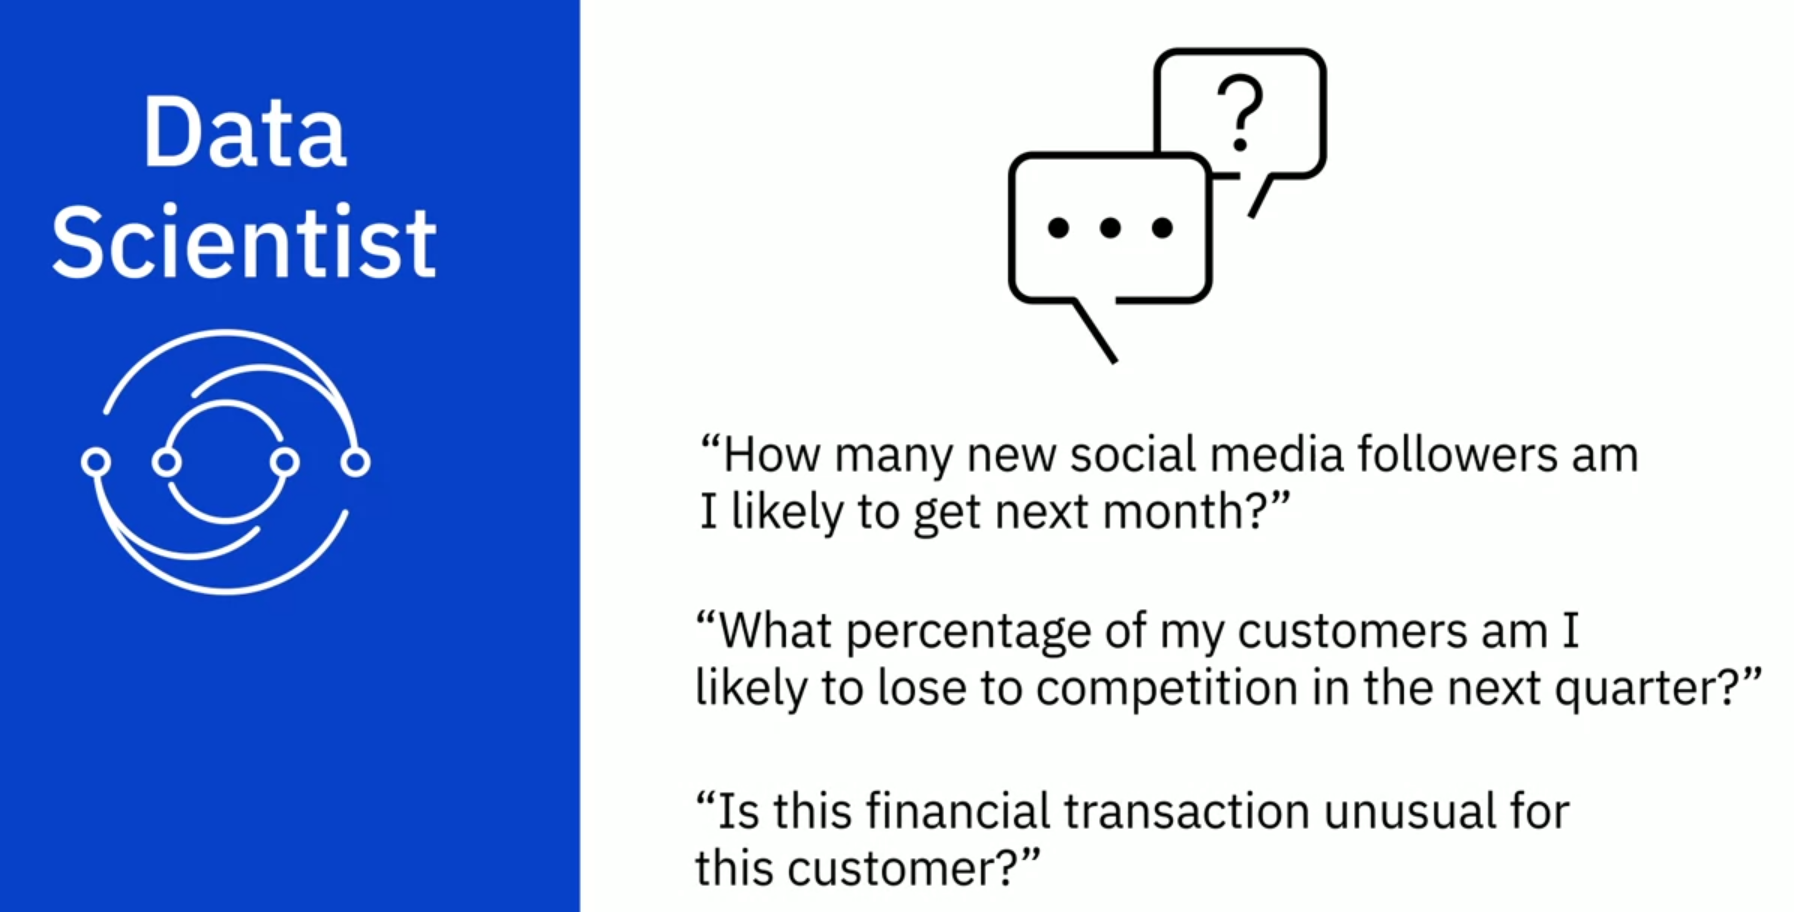 Data
Scientist
?
“How many new social media followers am
I likely to get next month?”
“What percentage of my customers am I
likely to lose to competition in the next quarter?”
“Is this financial transaction unusual for
this customer?”